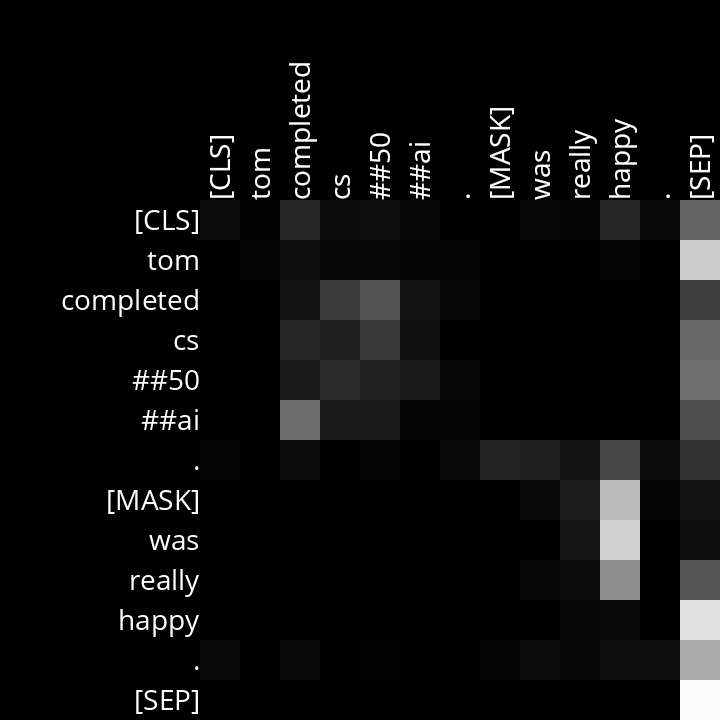 [CLS] tom completed cs ##50 ##ai . [MASK] was really happy . [SEP]
[CLS]
tom
completed
cs
##50
##ai
.
[MASK]
was
really
happy
.
[SEP]